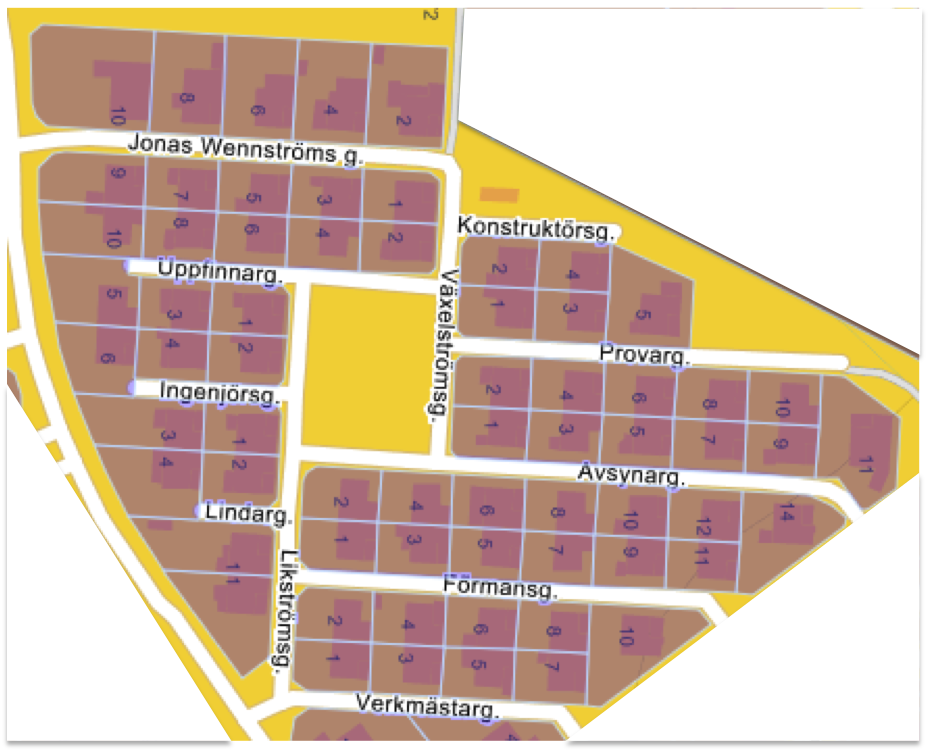 2
10 8 6 4 2
Jonas Wennströms g.
9 7 5 3 1
10 8 6 4 2
Konstruktörsg.
2 4
1 3 5
Uppfinnarg.
Växelströmsg.
5 3 1
6 4 2
Provarg.
Ingenjörsg.
2 4 6 8 10
1 3 5 7 9 11
3 1
4 2
Avsynarg.
Lindarg.
2 4 6 8 10 12 14
1 3 5 7 9 11
Likströmsg.
11
Förmansg.
2 4 6 8 10
1 3 5 7
Verkmästarg.